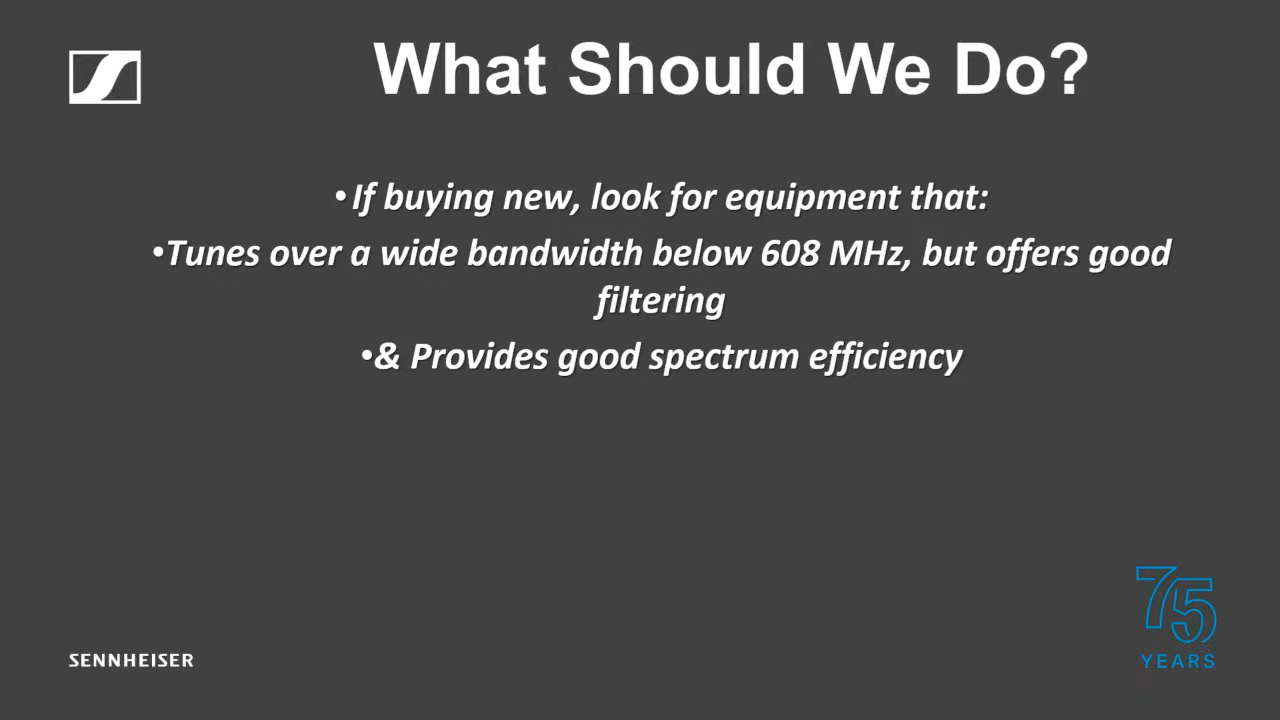 What Should We Do?
•If buying new, look for equipment that:
•Tunes over a wide bandwidth below 608 MHz, but offers good
filtering
•& Provides good spectrum efficiency
75
YEARS
SENNHEISER